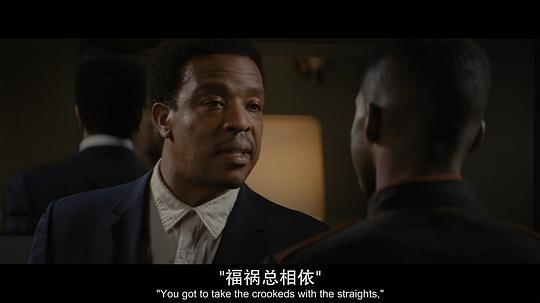 "福祸总相依"
"You got to take the crookeds with the straights,"